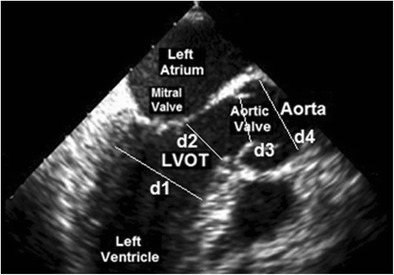 Left
Atrium
Mitral
Valve
Aortic
Valve
Aorta
d2
LVOT
d3
d4
d1
Left
Ventricle